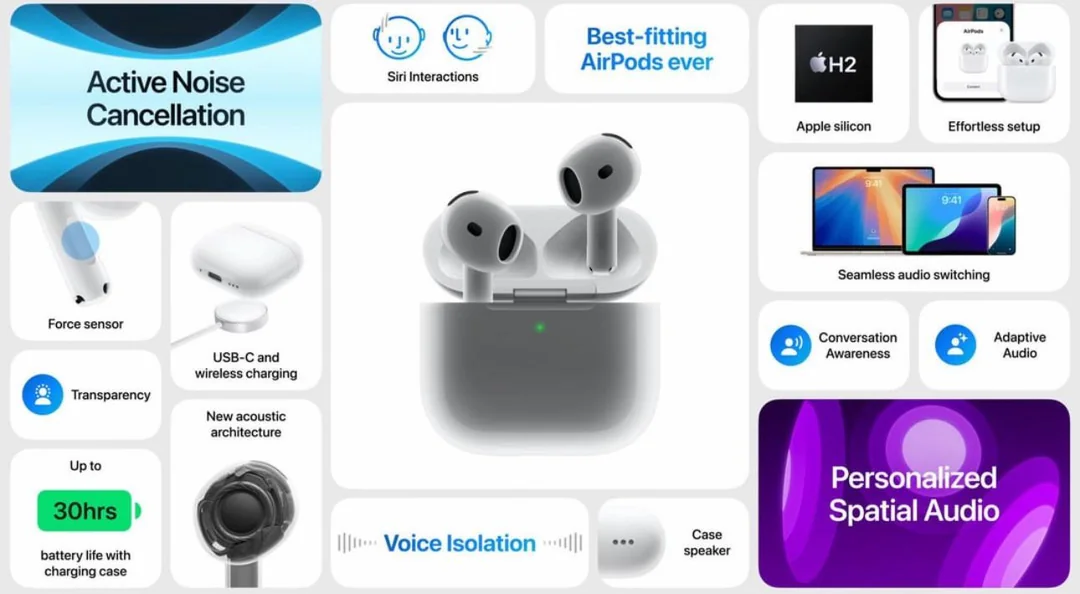 Active Noise
Cancellation
Siri Interactions
Best-fitting
AirPods ever
H2
Apple silicon
AirPods
Connect
Effortless setup
9:41
9:41
Seamless audio switching
Force sensor
USB-C and
wireless charging
Conversation
Awareness
Adaptive
Audio
Transparency
New acoustic
architecture
Up to
30hrs
battery life with
charging case
Voice Isolation
Case
speaker
Personalized
Spatial Audio